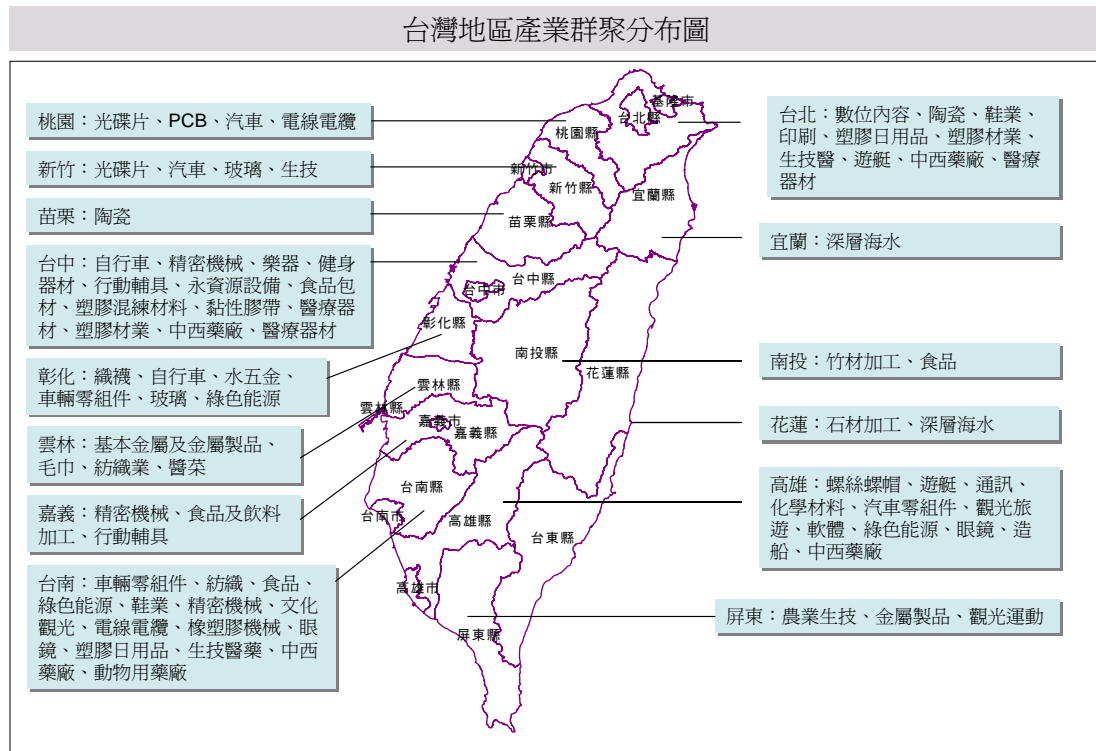 台灣地區產業群聚分布圖
桃園：光碟片、PCB、汽車、電線電纜
新竹：光碟片、汽車、玻璃、生技
苗栗：陶瓷
台中：自行車、精密機械、樂器、健身
器材、行動輔具、永資源設備、食品包
材、塑膠混練材料、黏性膠帶、醫療器
材、塑膠材業、中西藥廠、醫療器材
彰化：織襪、自行車、水五金、
車輛零組件、玻璃、綠色能源
雲林：基本金屬及金屬製品、
毛巾、紡織業、醬菜
嘉義：精密機械、食品及飲料
加工、行動輔具
台南：車輛零組件、紡織、食品、
綠色能源、鞋業、精密機械、文化
觀光、電線電纜、橡塑膠機械、眼
鏡、塑膠日用品、生技醫藥、中西
藥廠、動物用藥廠
基隆市
台北縣
桃園縣
新竹市
新竹縣
宜蘭縣
苗栗縣
台中縣
台中市
彰化縣
南投縣
花蓮縣
雲林縣
雲林縣
嘉義市
嘉義縣
台南縣
台南市
高雄縣
台東縣
高雄市
屏東縣
台北：數位內容、陶瓷、鞋業、
印刷、塑膠日用品、塑膠材業、
生技醫、遊艇、中西藥廠、醫療
器材
宜蘭：深層海水
南投：竹材加工、食品
花蓮：石材加工、深層海水
高雄：螺絲螺帽、遊艇、通訊、
化學材料、汽車零組件、觀光旅
遊、軟體、綠色能源、眼鏡、造
船、中西藥廠
屏東：農業生技、金屬製品、觀光運動